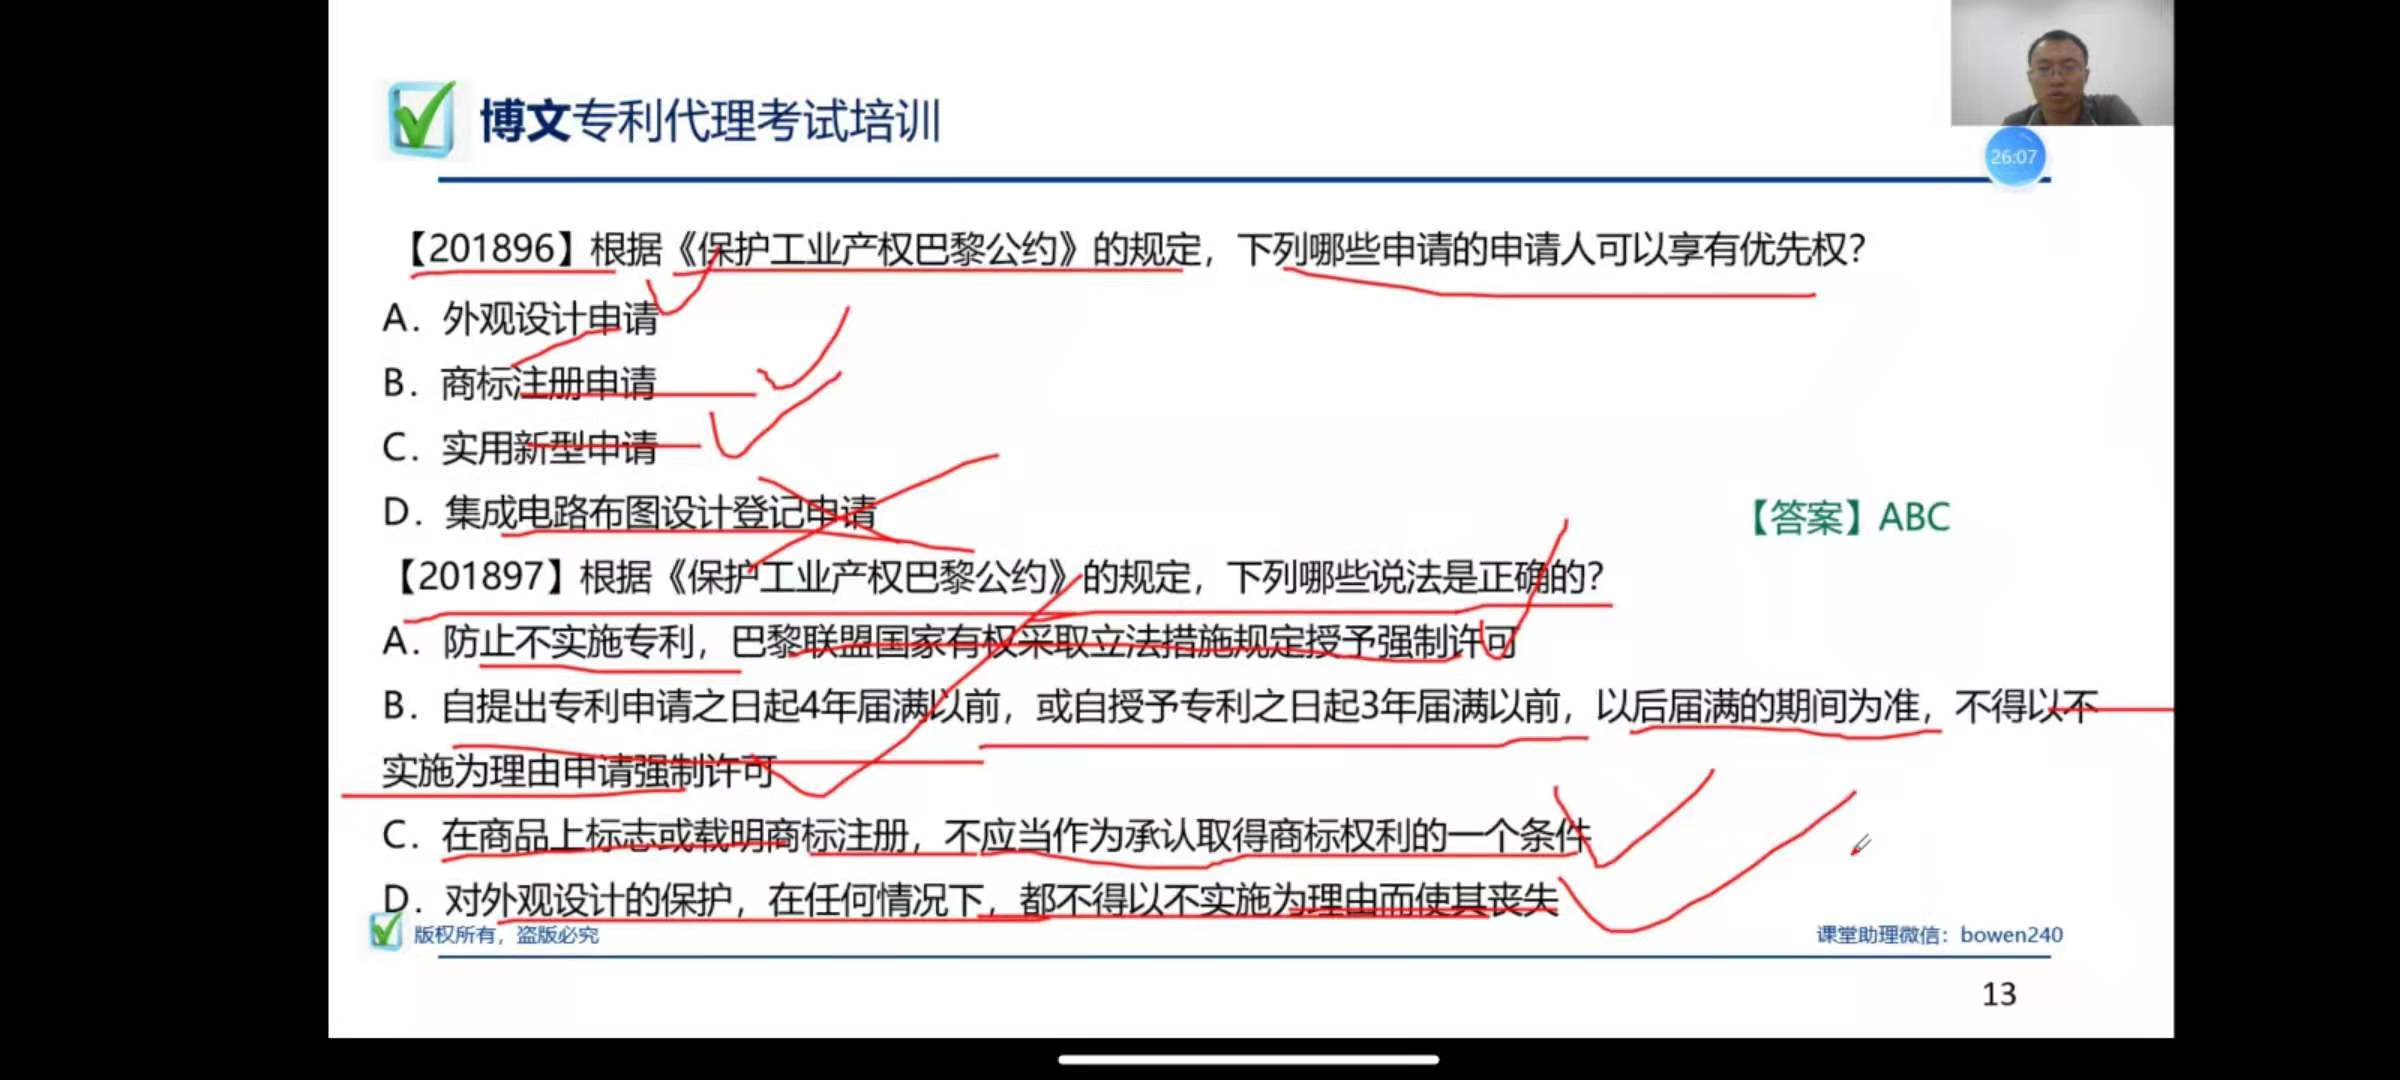 博文专利代理考试培训
26:07
【201896】根据《保护工业产权巴黎公约》的规定，下列哪些申请的申请人可以享有优先权？
A．外观设计申请
B．商标注册申请
C．实用新型申请
D．集成电路布图设计登记申请
【答案】ABC
【201897】根据《保护工业产权巴黎公约》的规定，下列哪些说法是正确的？
A．防止不实施专利，巴黎联盟国家有权采取立法措施规定授予强制许可
B．自提出专利申请之日起4年届满以前，或自授予专利之日起3年届满以前，以后届满的期间为准，不得以不
实施为理由申请强制许可
C．在商品上标志或载明商标注册，不应当作为承认取得商标权利的一个条件
D．对外观设计的保护，在任何情况下，都不得以不实施为理由而使其丧失
版权所有，盗版必究
课堂助理微信：bowen240
13